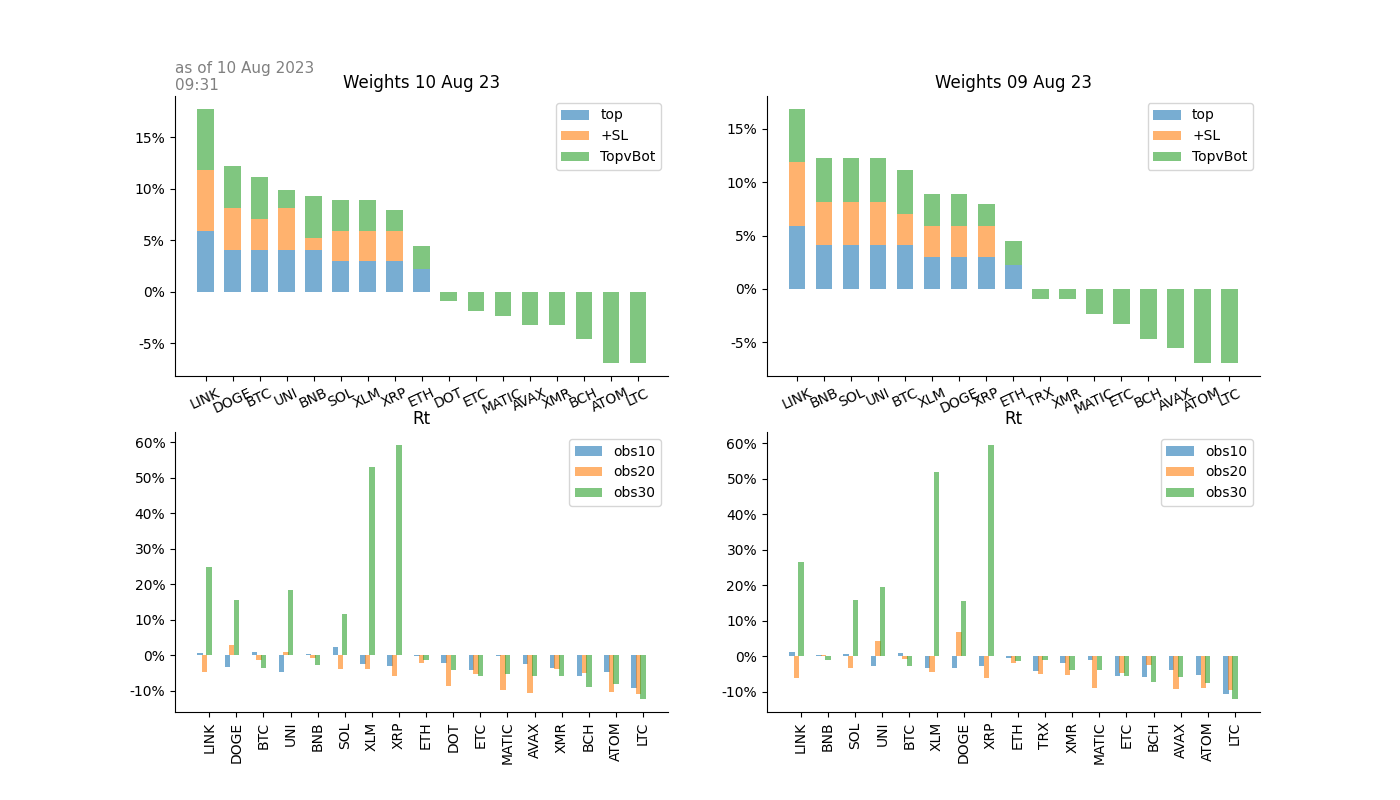 as of 10 Aug 2023
09:31
Weights 10 Aug 23
15%
10%
5%
0%
-5%
top
+SL
TopvBot
LINK DOGE BTC UNI BNB SOL XLM XRP ETH DOT ETC MATIC AVAX XMR BCH ATOM LTC
Weights 09 Aug 23
15%
10%
5%
0%
-5%
top
+SL
TopvBot
LINK BNB SOL UNI BTC XLM DOGE XRP ETH TRX XMR MATIC ETC BCH AVAX ATOM LTC
Rt
60%
50%
40%
30%
20%
10%
0%
-10%
obs10
obs20
obs30
LINK DOGE BTC UNI BNB SOL XLM XRP ETH DOT ETC MATIC AVAX XMR BCH ATOM LTC
Rt
60%
50%
40%
30%
20%
10%
0%
-10%
obs10
obs20
obs30
LINK BNB SOL UNI BTC XLM DOGE XRP ETH TRX XMR MATIC ETC BCH AVAX ATOM LTC